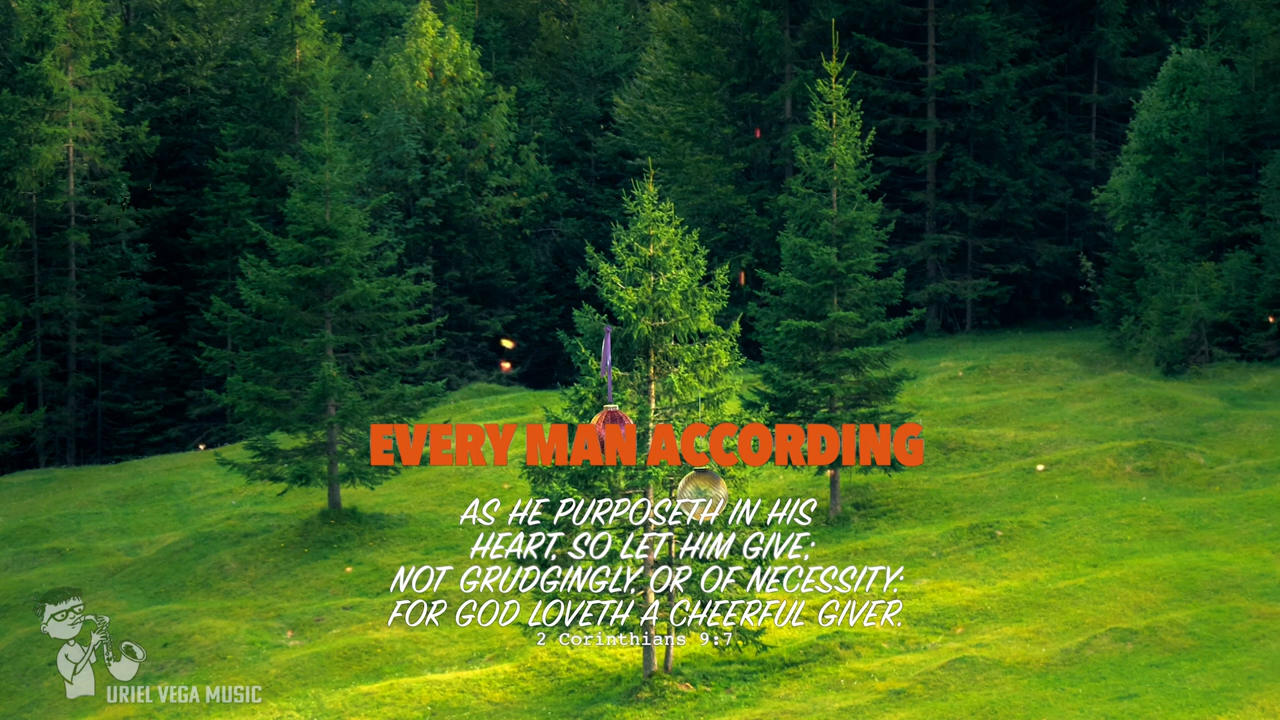 EVERY MAN ACCORDING
AS HE PURPOSETH IN HIS
HEART, SO LET HIM GIVE;
NOT GRUDGINGLY, OR OF NECESSITY:
FOR GOD LOVETH A CHEERFUL GIVER.
2 Corinthians 9:7
URIEL VEGA MUSIC